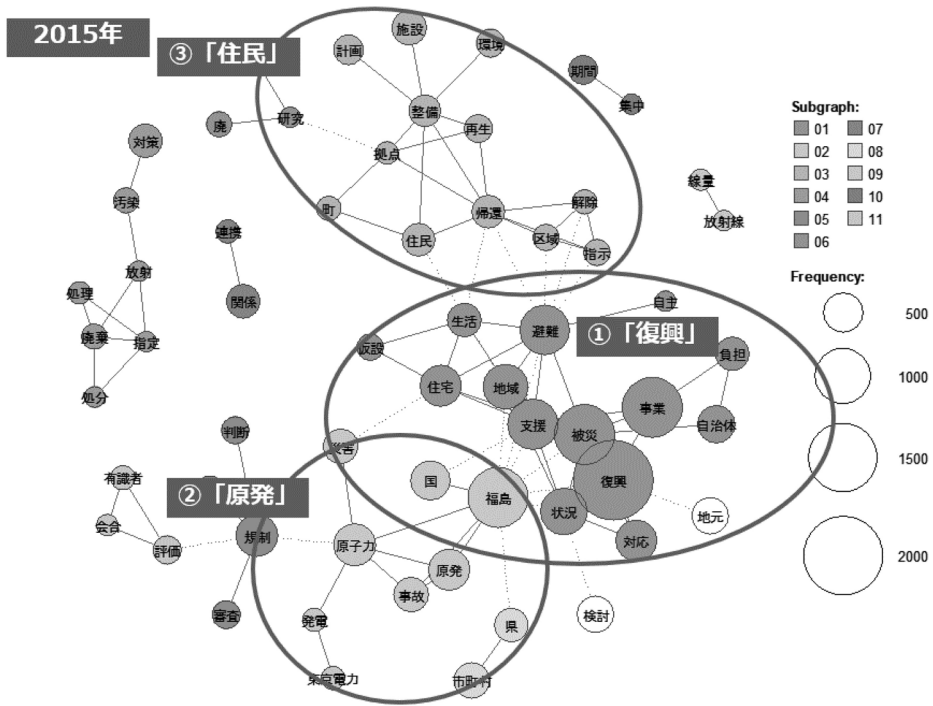 2015年
③「住民」
施設
計画
環境
期間
集中
整備
研究
廃
再生
対策
拠点
線量
放射線
汚染
町
帰還
解除
住民
区域
指示
連携
放射
処理
関係
廃棄
指定
処分
自主
生活
避難
①「復興」
仮設
負担
住宅
地域
事業
支援
被災
自治体
判断
災害
国
復興
有識者
②「原発」
福島
状況
地元
会合
評価
規制
原子力
対応
原発
事故
審査
発電
県
検討
東京電力
市町村
Subgraph:
01
07
02
08
03
09
04
10
05
11
06
Frequency:
500
1000
1500
2000